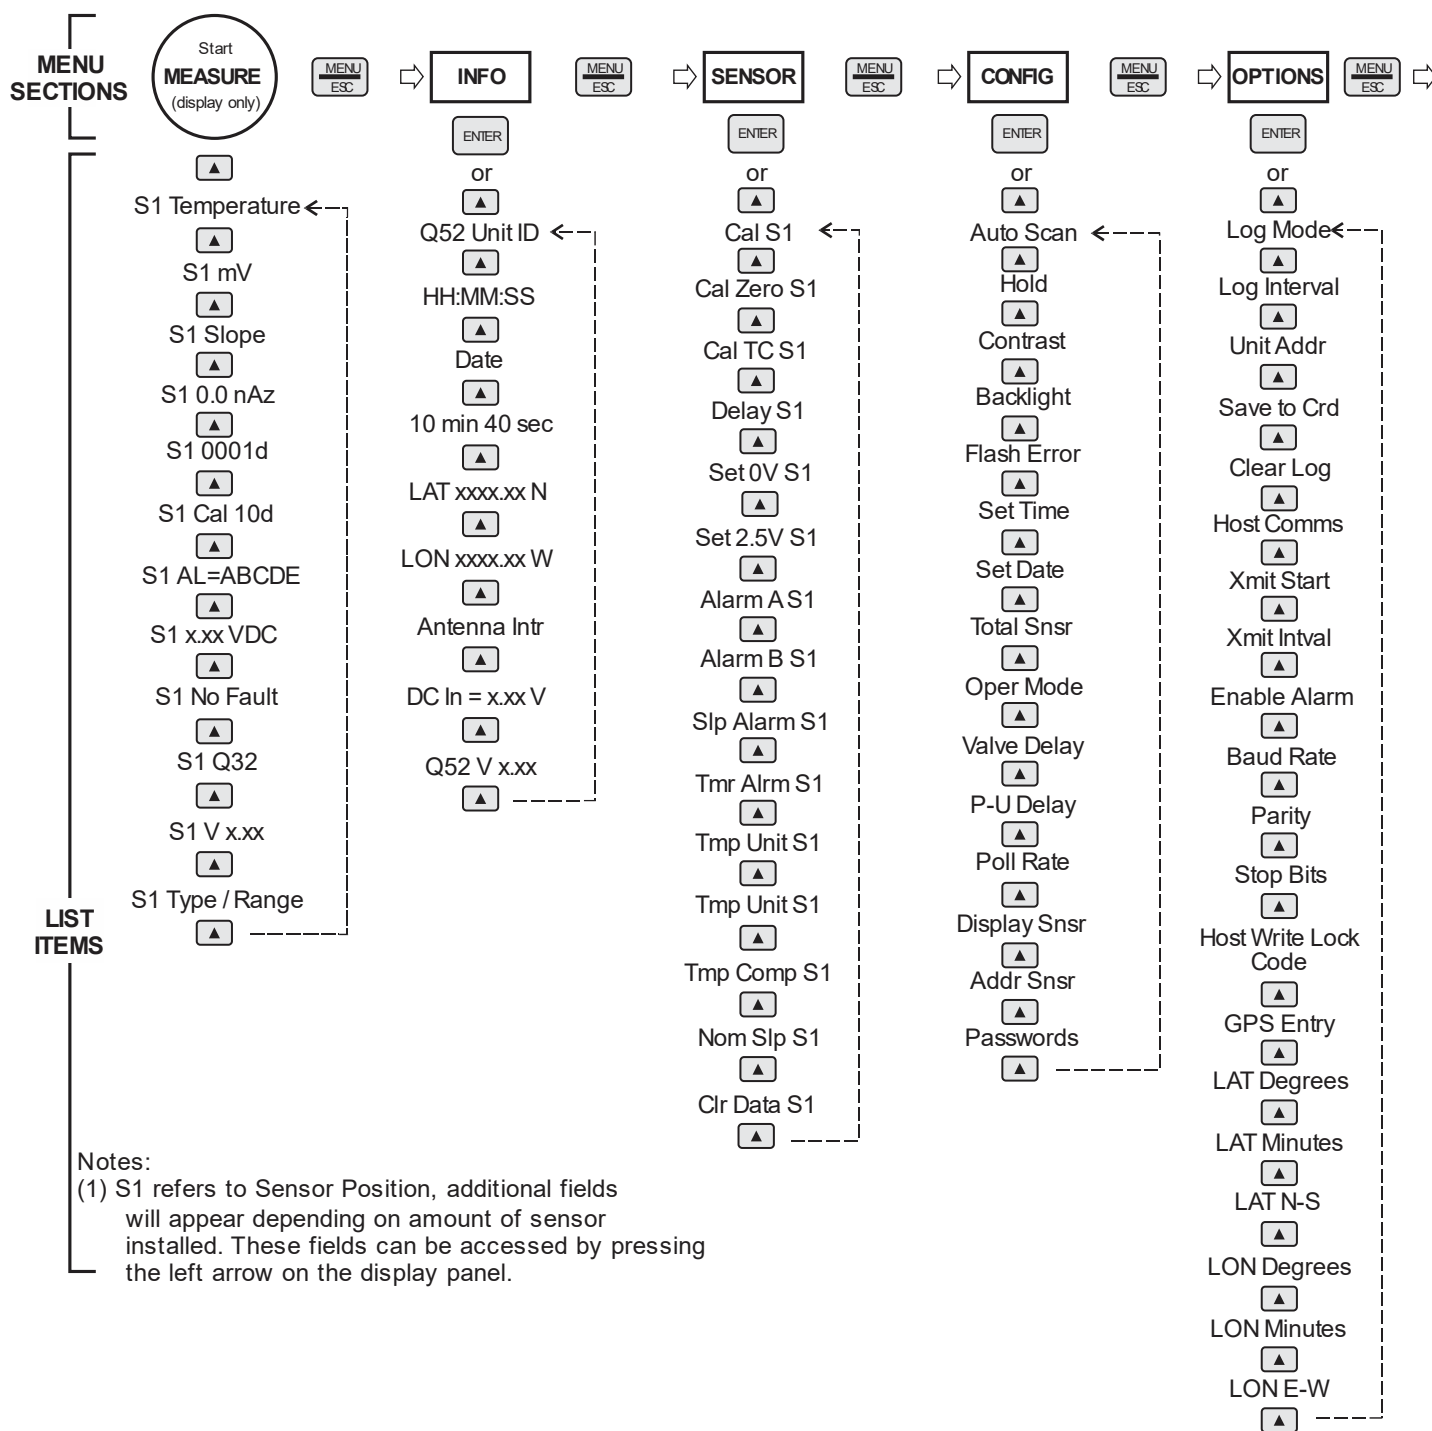 MENU
SECTIONS
Start
MEASURE
(display only)
MENU
ESC
INFO
MENU
ESC
SENSOR
MENU
ESC
CONFIG
MENU
ESC
OPTIONS
MENU
ESC
LIST
ITEMS
S1 Temperature
S1 mV
S1 Slope
S1 0.0 nAz
S1 0001d
S1 Cal 10d
S1 AL=ABCDE
S1 x.xx VDC
S1 No Fault
S1 Q32
S1 V x.xx
S1 Type / Range
ENTER
or
Q52 Unit ID
HH:MM:SS
Date
10 min 40 sec
LAT xxxx.xx N
LON xxxx.xx W
Antenna Intr
DC In = x.xx V
Q52 V x.xx
ENTER
or
Cal S1
Cal Zero S1
Cal TC S1
Delay S1
Set 0V S1
Set 2.5V S1
Alarm A S1
Alarm B S1
Slp Alarm S1
Tmr Alrm S1
Tmp Unit S1
Tmp Unit S1
Tmp Comp S1
Nom Slp S1
Clr Data S1
ENTER
or
Auto Scan
Hold
Contrast
Backlight
Flash Error
Set Time
Set Date
Total Snsr
Oper Mode
Valve Delay
P-U Delay
Poll Rate
Display Snsr
Addr Snsr
Passwords
ENTER
or
Log Mode
Log Interval
Unit Addr
Save to Crd
Clear Log
Host Comms
Xmit Start
Xmit Intval
Enable Alarm
Baud Rate
Parity
Stop Bits
Host Write Lock
Code
GPS Entry
LAT Degrees
LAT Minutes
LAT N-S
LON Degrees
LON Minutes
LON E-W
Notes:
(1) S1 refers to Sensor Position, additional fields
will appear depending on amount of sensor
installed. These fields can be accessed by pressing
the left arrow on the display panel.